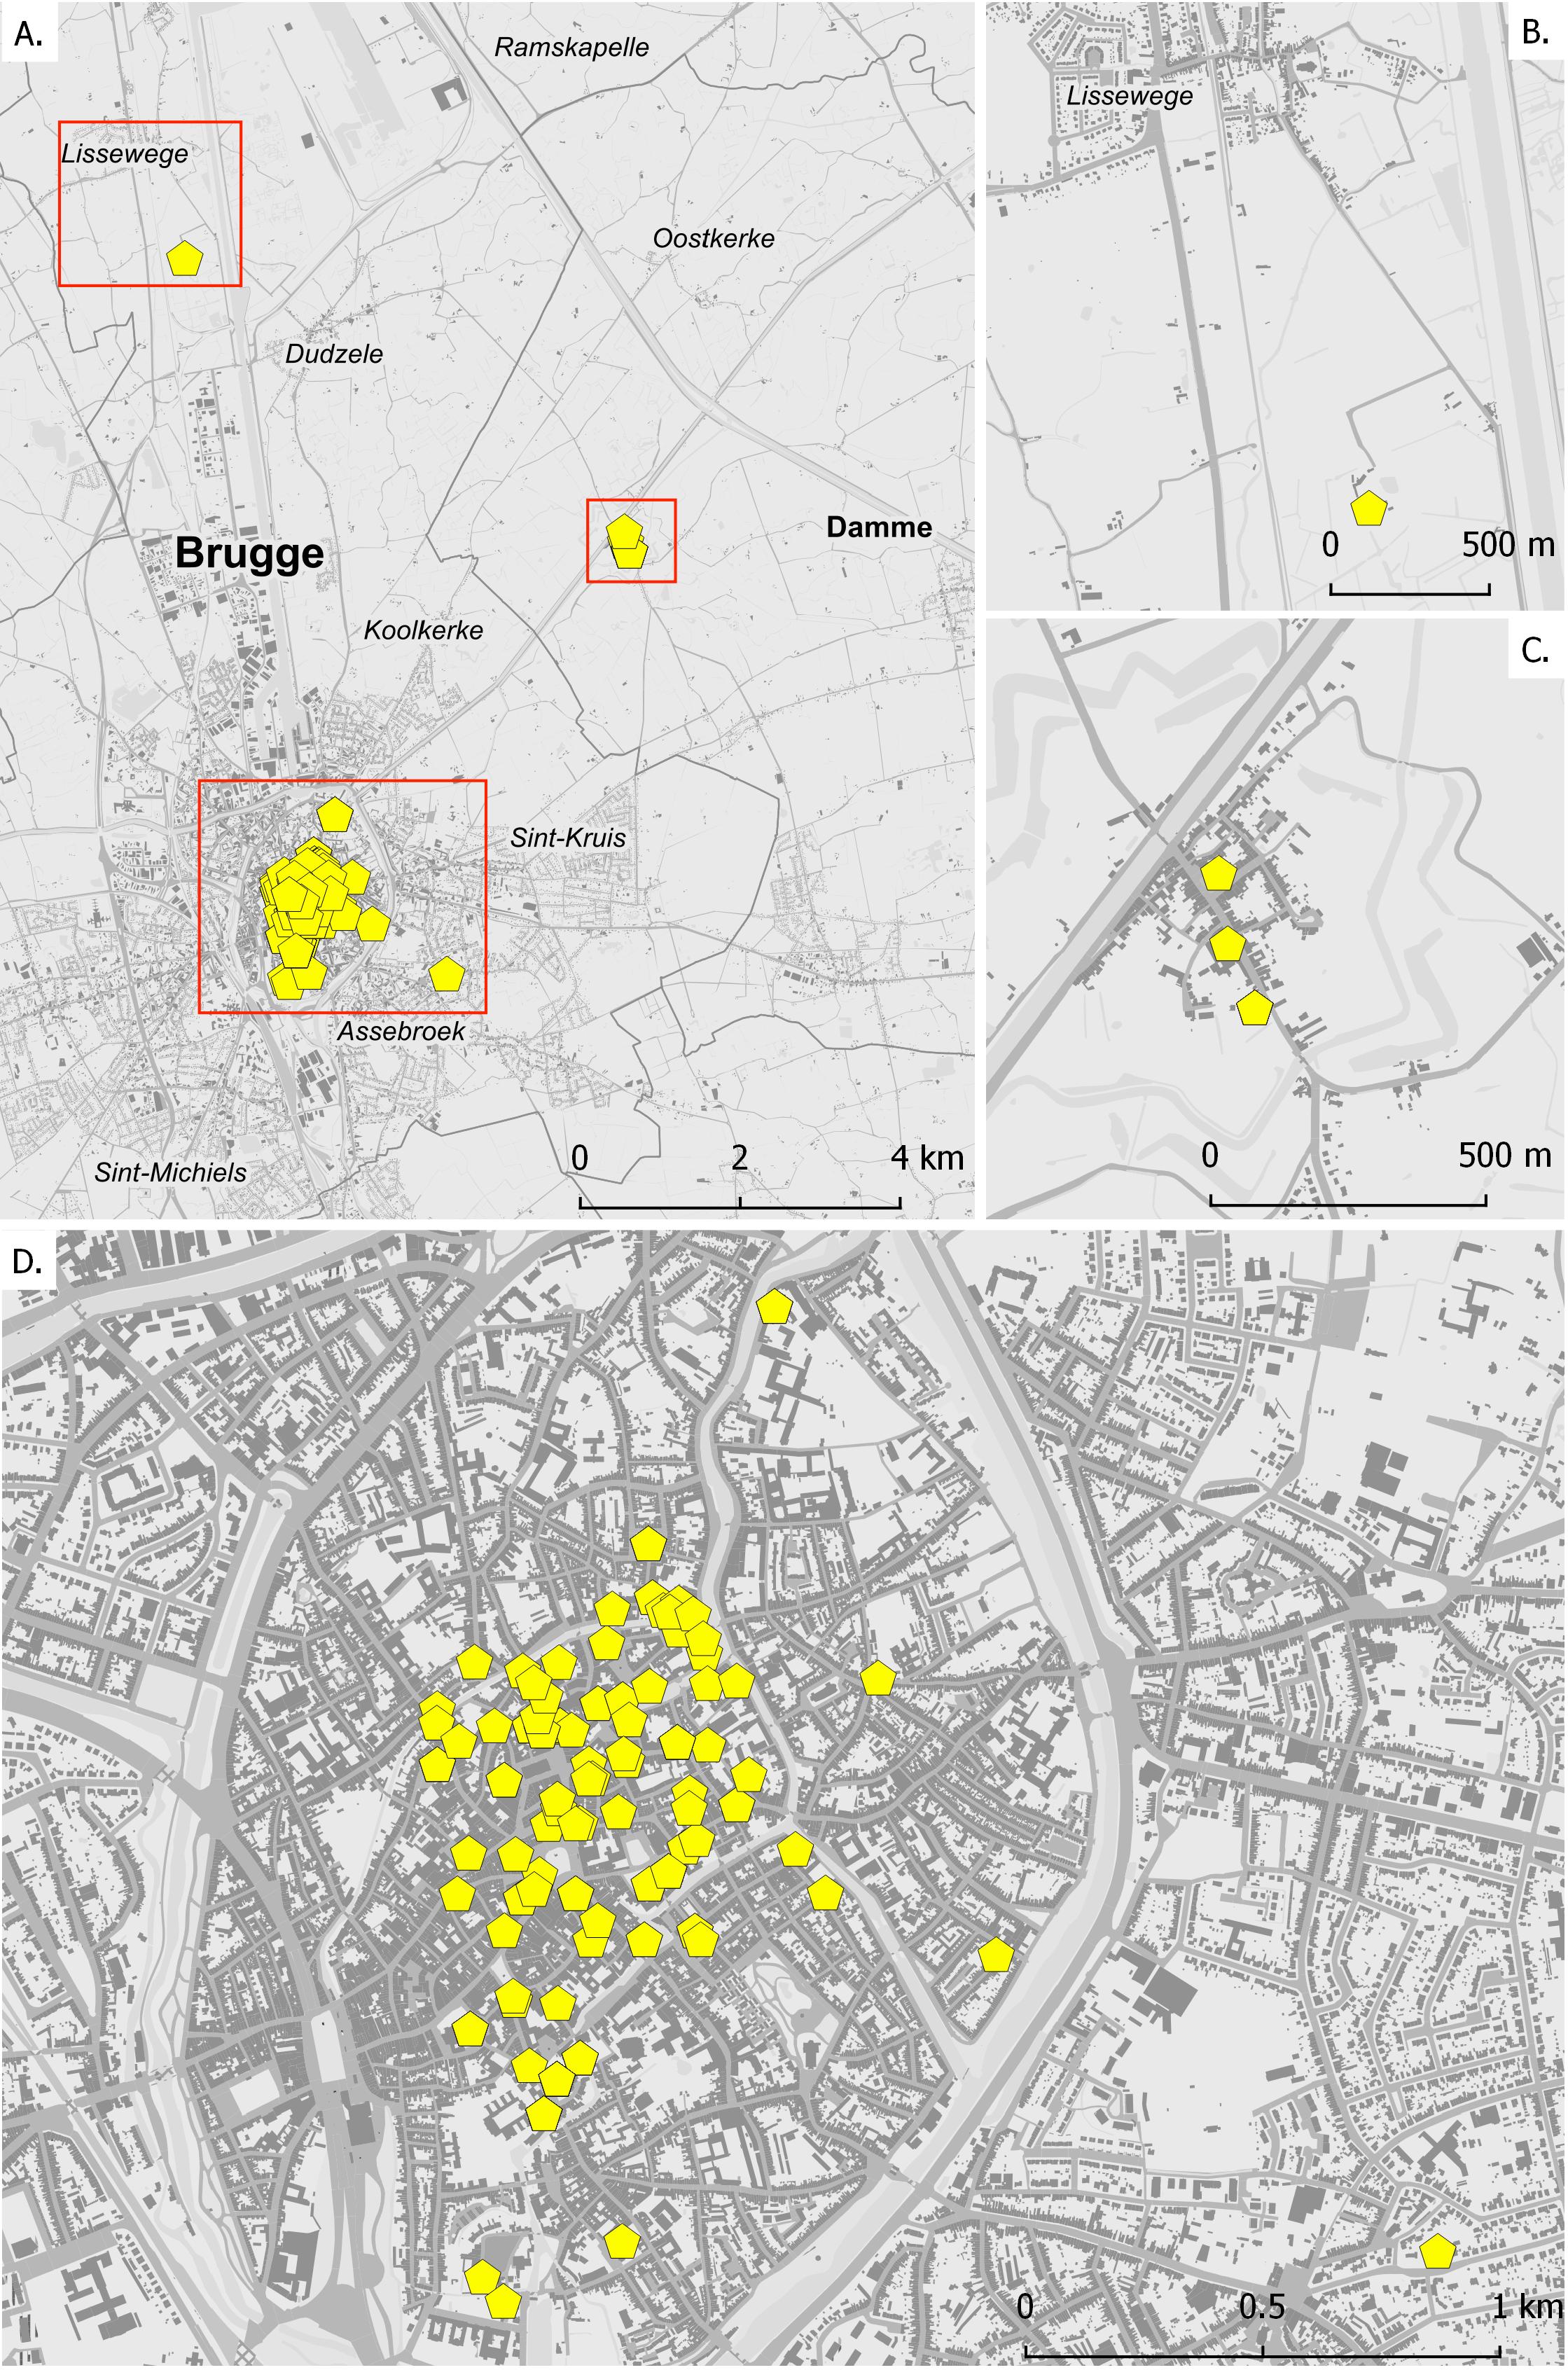 A.
Ramskapelle
Lissewege
Oostkerke
Dudzele
Damme
Brugge
Koolkerke
Sint-Kruis
Assebroek
Sint-Michiels
0 2 4 km
B.
Lissewege
0 500 m
C.
0 500 m
D.
0 0.5 1 km